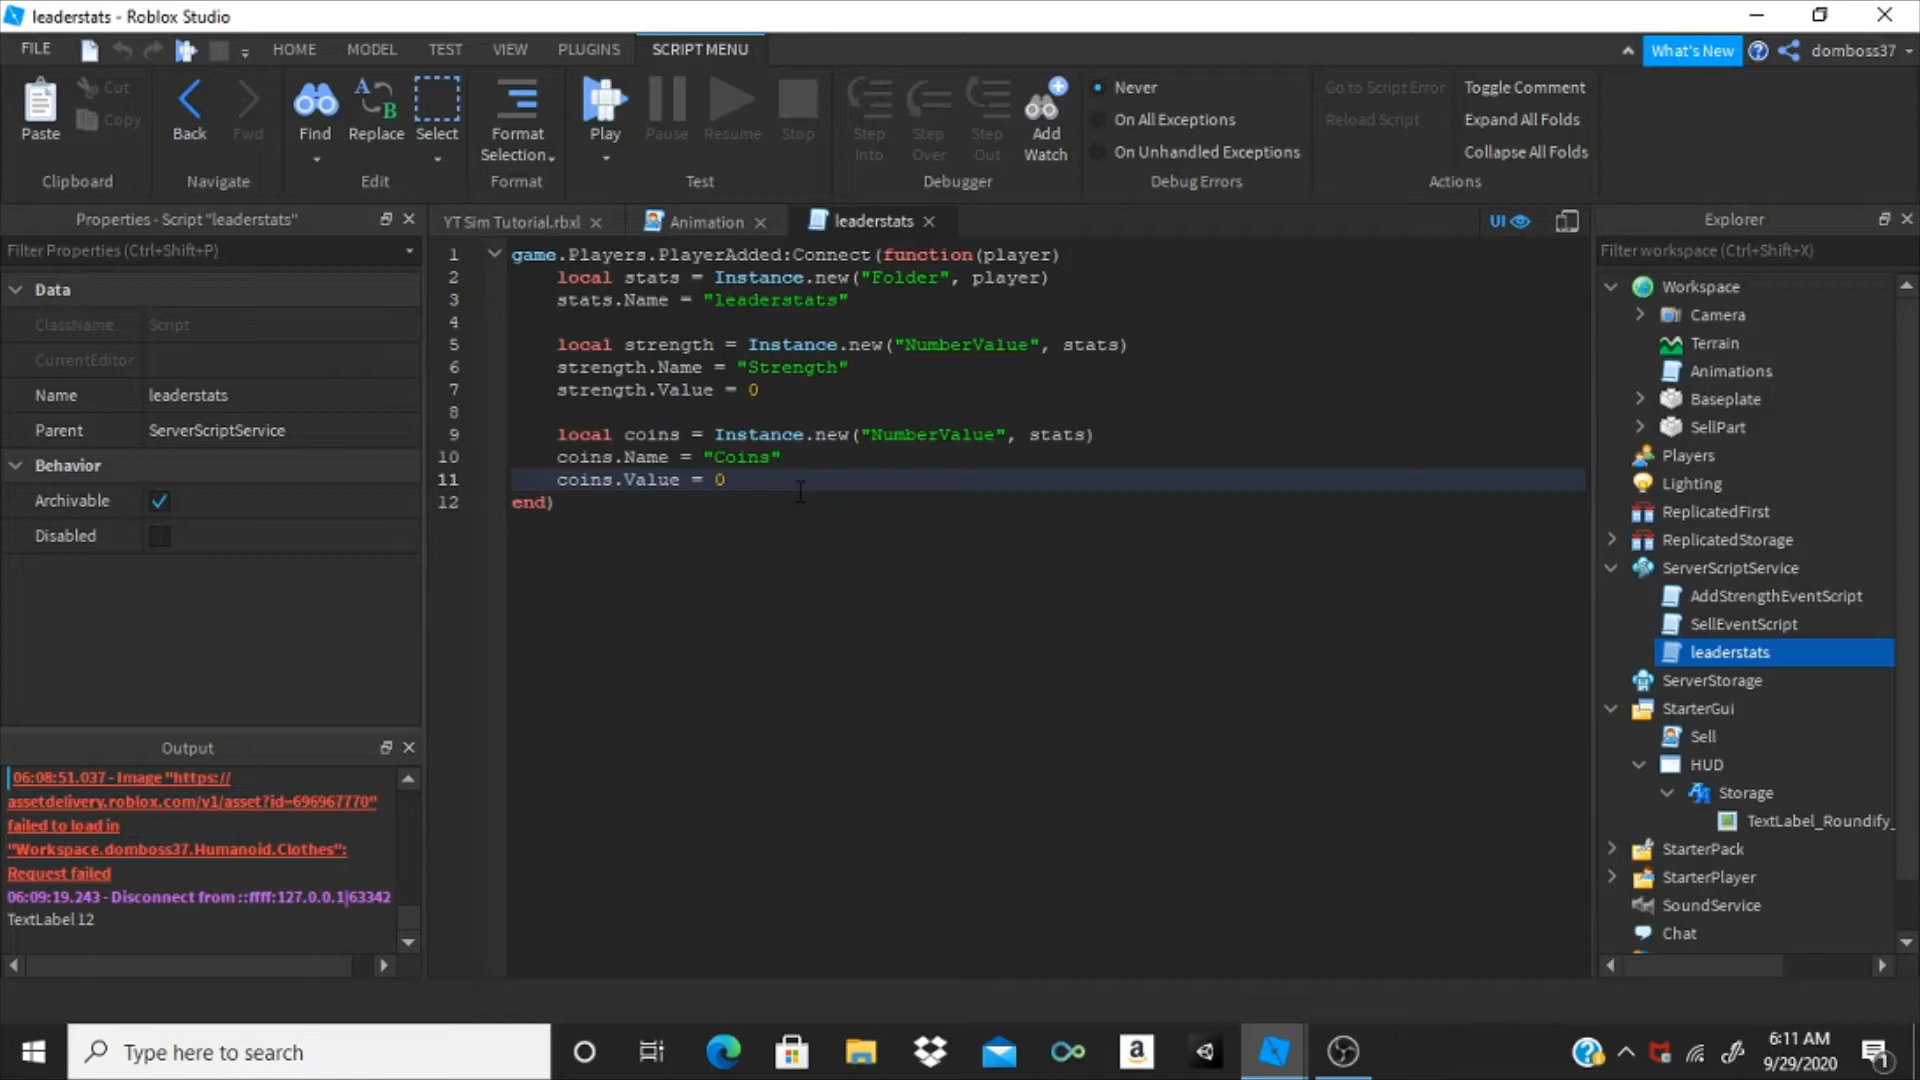 leaderstats - Roblox Studio
FILE HOME MODEL TEST VIEW PLUGINS SCRIPT MENU What's New domboss37
Paste Cut Copy Back Fwd Find Replace Select Format Selection Play Pause Resume Stop Step Into Step Over Step Out Add Watch
Never
On All Exceptions
On Unhandled Exceptions
Go to Script Error
Reload Script
Toggle Comment
Expand All Folds
Collapse All Folds
Clipboard Navigate Edit Format Test Debugger Debug Errors Actions
Properties - Script "leaderstats"
Filter Properties (Ctrl+Shift+P)
Data
ClassName Script
CurrentEditor
Name leaderstats
Parent ServerScriptService
Behavior
Archivable
Disabled
Output
06:08:51.037 - Image "https://
assetdelivery.roblox.com/v1/asset?id=696967770"
failed to load in
"Workspace.domboss37.Humanoid.Clothes":
Request failed
06:09:19.243 - Disconnect from ::ffff:127.0.0.1|63342
TextLabel 12
YT Sim Tutorial.rbxl Animation leaderstats UI
1 game.Players.PlayerAdded:Connect(function(player)
2 local stats = Instance.new("Folder", player)
3 stats.Name = "leaderstats"
4
5 local strength = Instance.new("NumberValue", stats)
6 strength.Name = "Strength"
7 strength.Value = 0
8
9 local coins = Instance.new("NumberValue", stats)
10 coins.Name = "Coins"
11 coins.Value = 0
12 end)
Explorer
Filter workspace (Ctrl+Shift+X)
Workspace
Camera
Terrain
Animations
Baseplate
SellPart
Players
Lighting
ReplicatedFirst
ReplicatedStorage
ServerScriptService
AddStrengthEventScript
SellEventScript
leaderstats
ServerStorage
StarterGui
Sell
HUD
Storage
TextLabel_Roundify_
StarterPack
StarterPlayer
SoundService
Chat
Type here to search
6:11 AM
9/29/2020
1